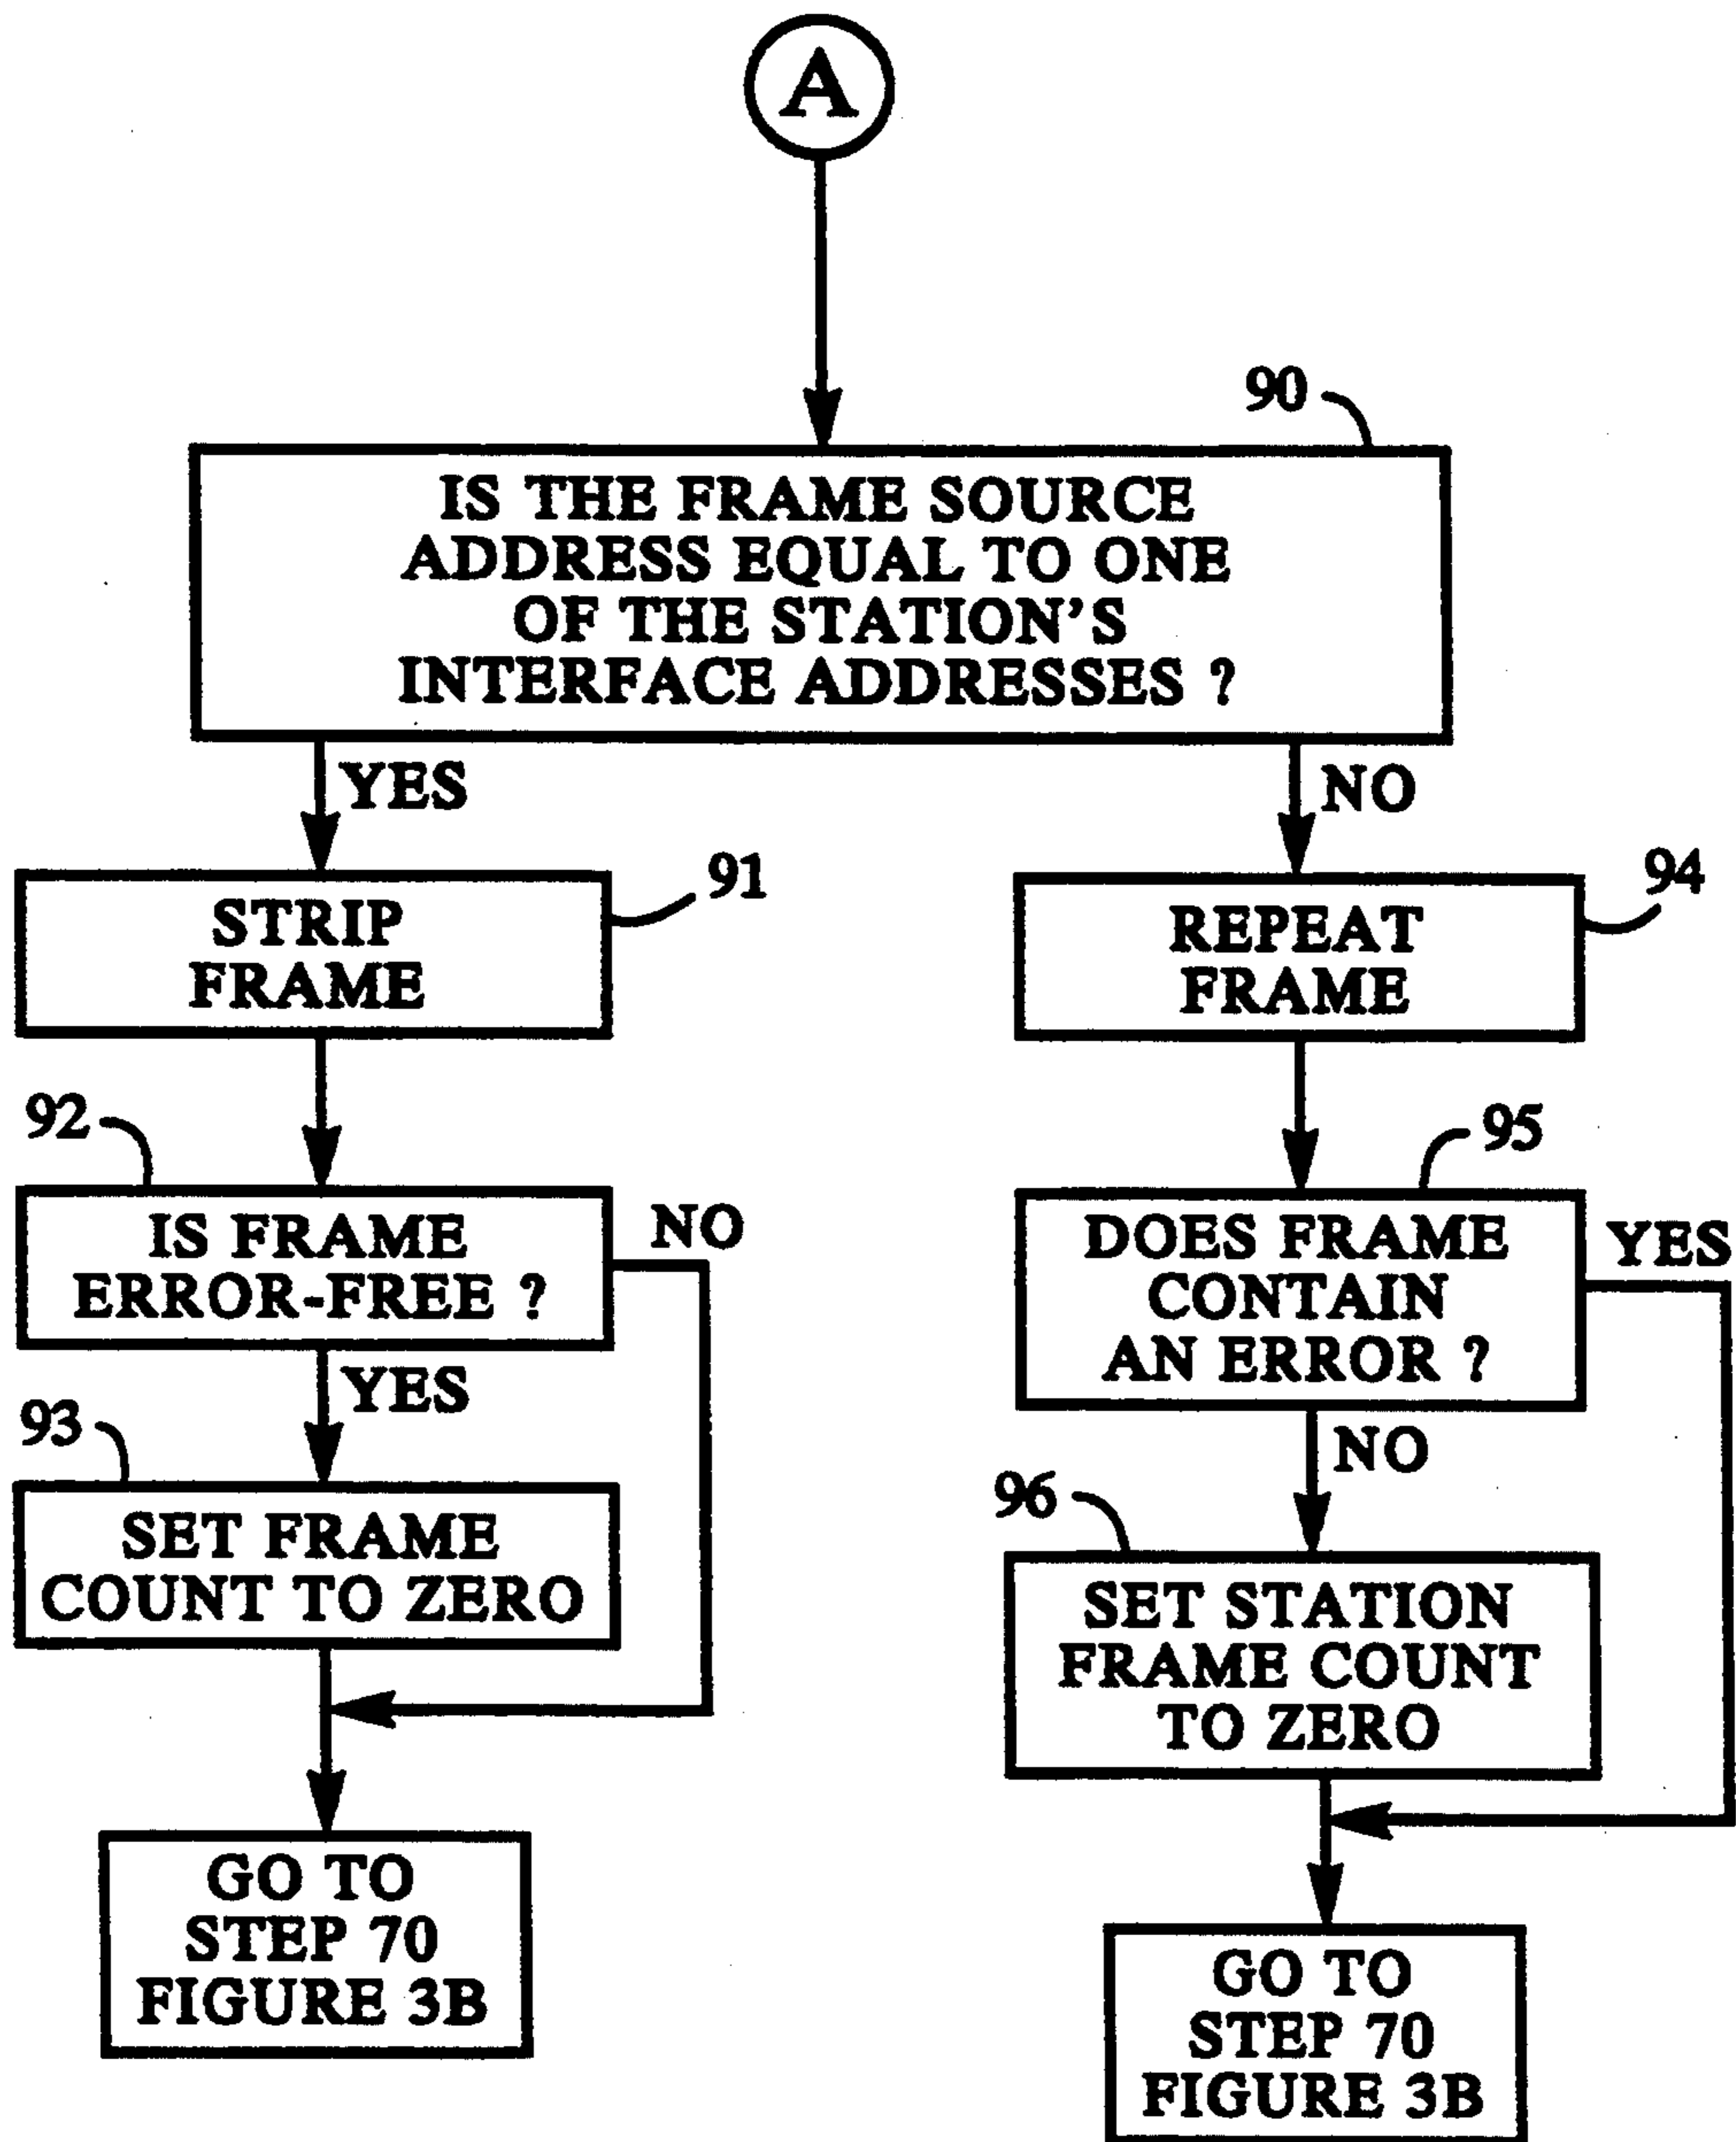 A
90
IS THE FRAME SOURCE
ADDRESS EQUAL TO ONE
OF THE STATION'S
INTERFACE ADDRESSES ?
YES
NO
91
STRIP
FRAME
94
REPEAT
FRAME
92
IS FRAME
ERROR-FREE ?
NO
95
DOES FRAME
CONTAIN
AN ERROR ?
YES
YES
NO
93
SET FRAME
COUNT TO ZERO
96
SET STATION
FRAME COUNT
TO ZERO
GO TO
STEP 70
FIGURE 3B
GO TO
STEP 70
FIGURE 3B